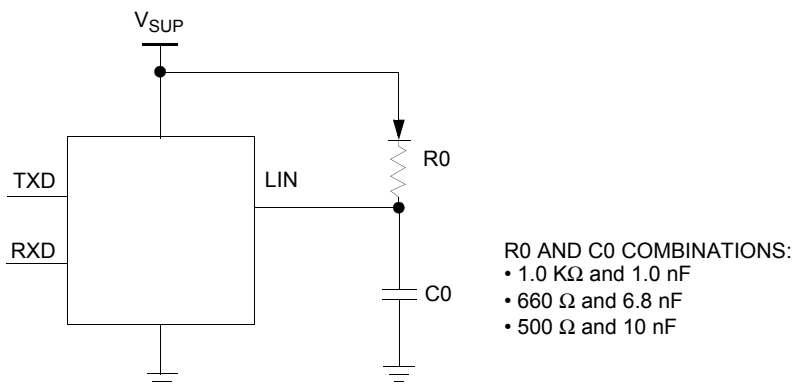 VSUP
TXD
LIN
R0
RXD
C0
R0 AND C0 COMBINATIONS:
• 1.0 KΩ and 1.0 nF
• 660 Ω and 6.8 nF
• 500 Ω and 10 nF